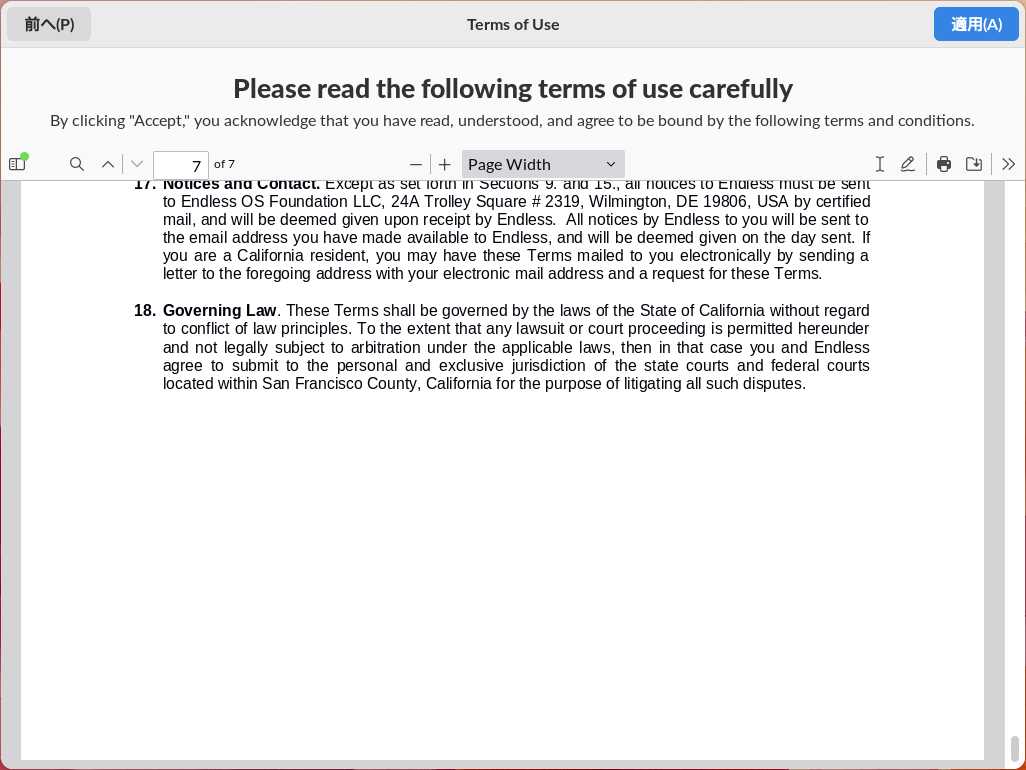 前へ(P)
Terms of Use
適用(A)
Please read the following terms of use carefully
By clicking "Accept," you acknowledge that you have read, understood, and agree to be bound by the following terms and conditions.
7
of 7
Page Width
17. Notices and Contact. Except as set forth in Sections 9. and 15., all notices to Endless must be sent
to Endless OS Foundation LLC, 24A Trolley Square # 2319, Wilmington, DE 19806, USA by certified
mail, and will be deemed given upon receipt by Endless.  All notices by Endless to you will be sent to
the email address you have made available to Endless, and will be deemed given on the day sent. If
you are a California resident, you may have these Terms mailed to you electronically by sending a
letter to the foregoing address with your electronic mail address and a request for these Terms.
18. Governing Law. These Terms shall be governed by the laws of the State of California without regard
to conflict of law principles. To the extent that any lawsuit or court proceeding is permitted hereunder
and not legally subject to arbitration under the applicable laws, then in that case you and Endless
agree to submit to the personal and exclusive jurisdiction of the state courts and federal courts
located within San Francisco County, California for the purpose of litigating all such disputes.